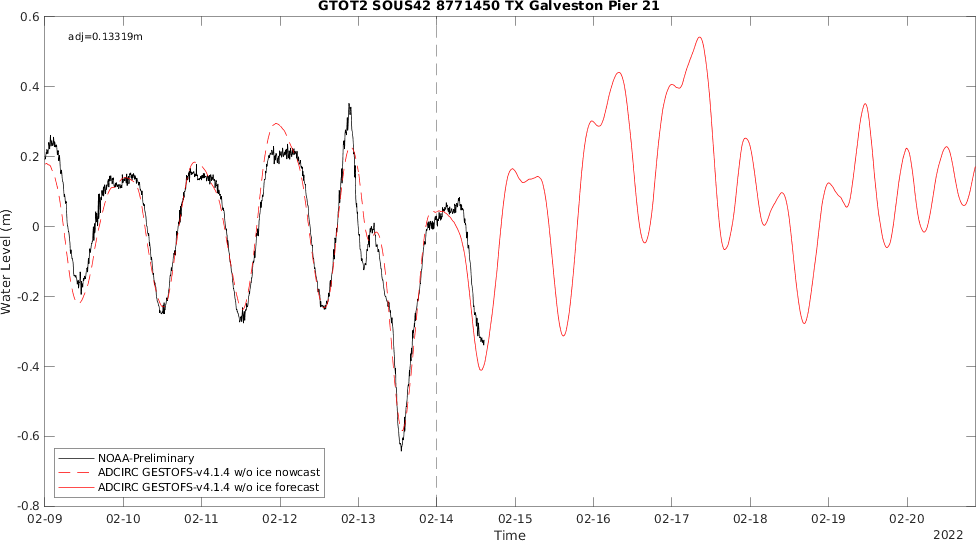 GTOT2 SOUS42 8771450 TX Galveston Pier 21
adj=0.13319m
0.6
0.4
0.2
0
-0.2
-0.4
-0.6
-0.8
Water Level (m)
NOAA-Preliminary
ADCIRC GESTOFS-v4.1.4 w/o ice nowcast
ADCIRC GESTOFS-v4.1.4 w/o ice forecast
02-09 02-10 02-11 02-12 02-13 02-14 02-15 02-16 02-17 02-18 02-19 02-20
Time
2022